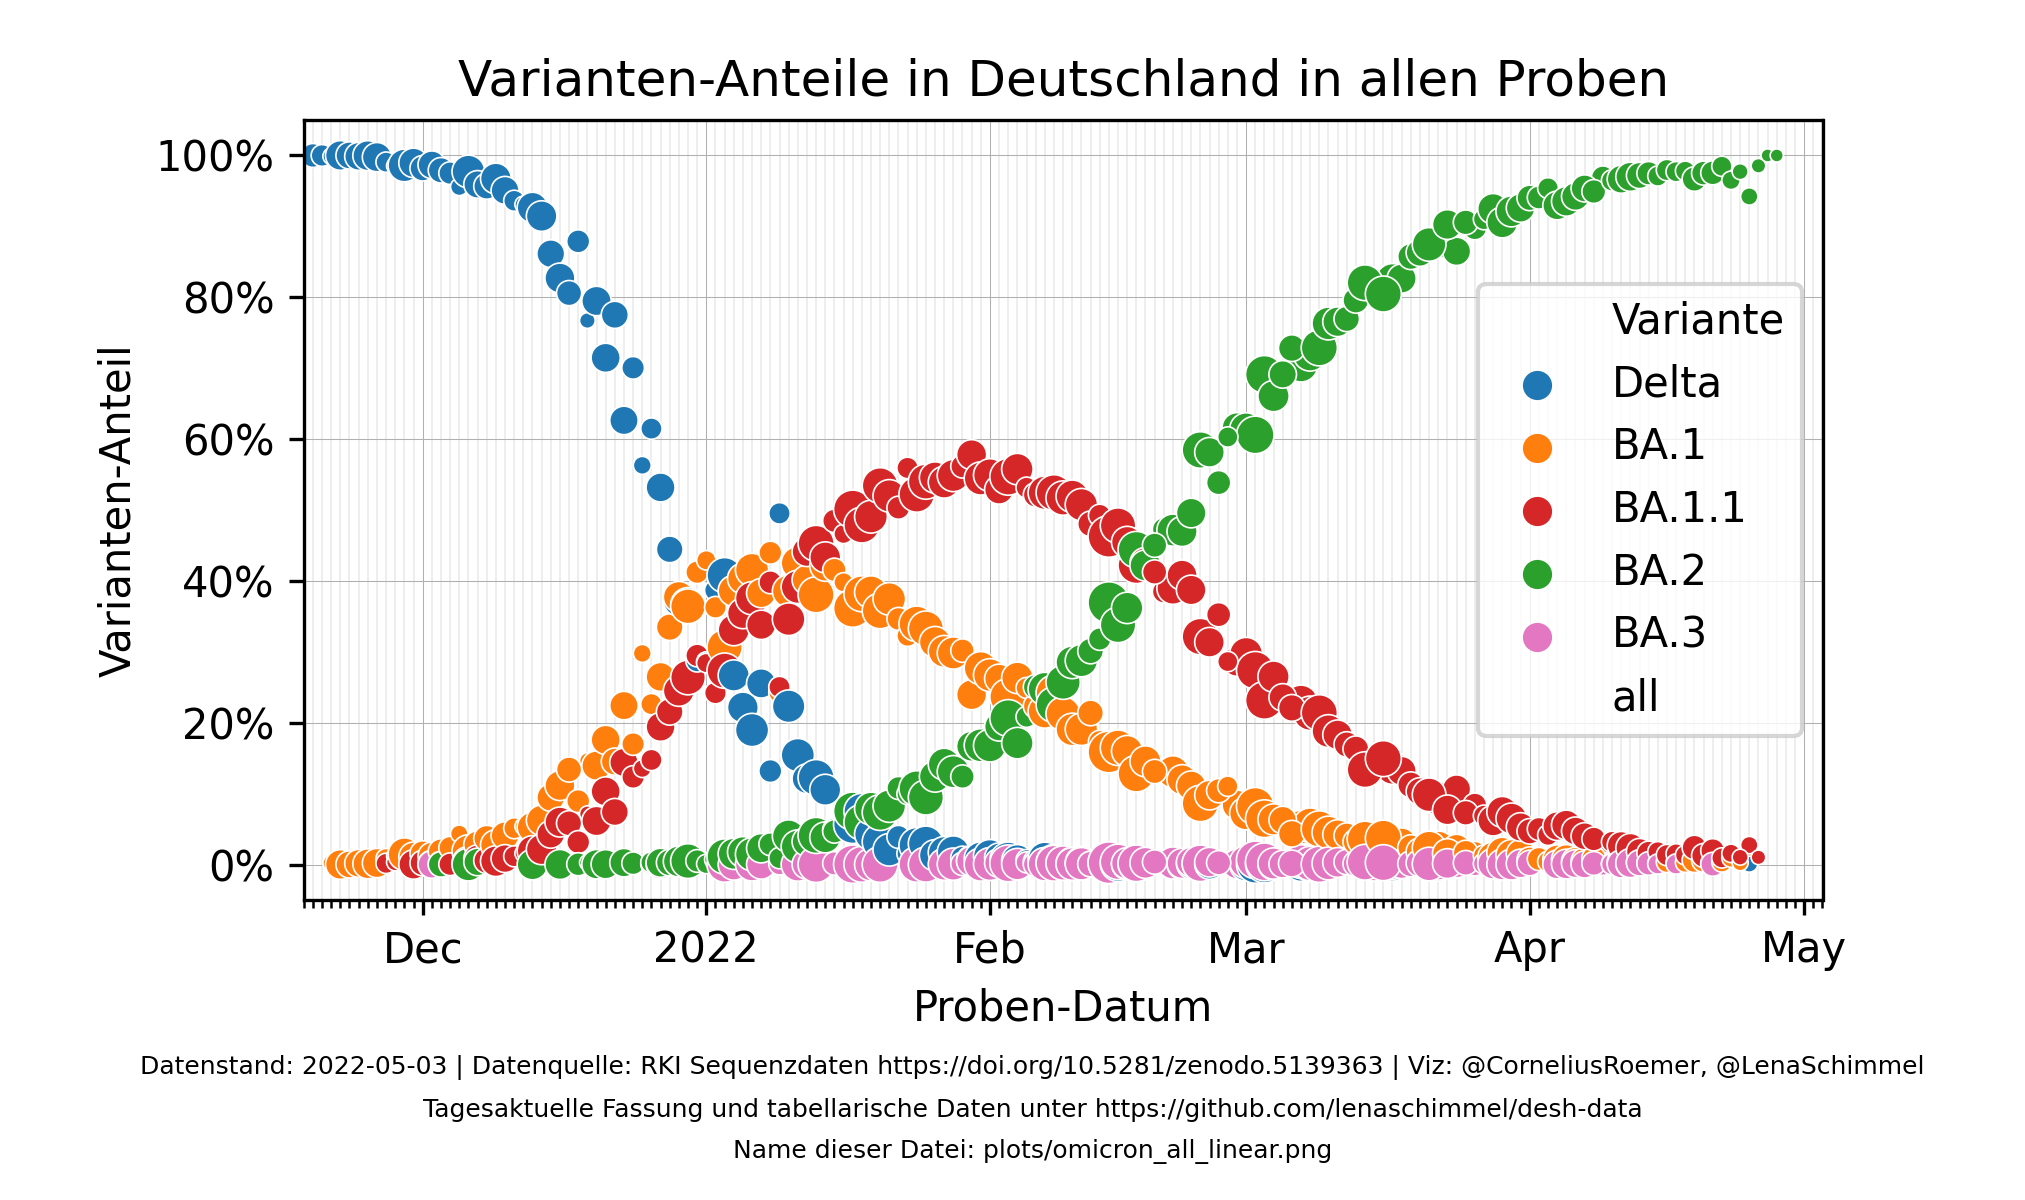 Varianten-Anteile in Deutschland in allen Proben
Varianten-Anteil
100%
80%
60%
40%
20%
0%
Variante
Delta
BA.1
BA.1.1
BA.2
BA.3
all
Dec 2022 Feb Mar Apr May
Proben-Datum
Datenstand: 2022-05-03 | Datenquelle: RKI Sequenzdaten https://doi.org/10.5281/zenodo.5139363 | Viz: @CorneliusRoemer, @LenaSchimmel
Tagesaktuelle Fassung und tabellarische Daten unter https://github.com/lenaschimmel/desh-data
Name dieser Datei: plots/omicron_all_linear.png